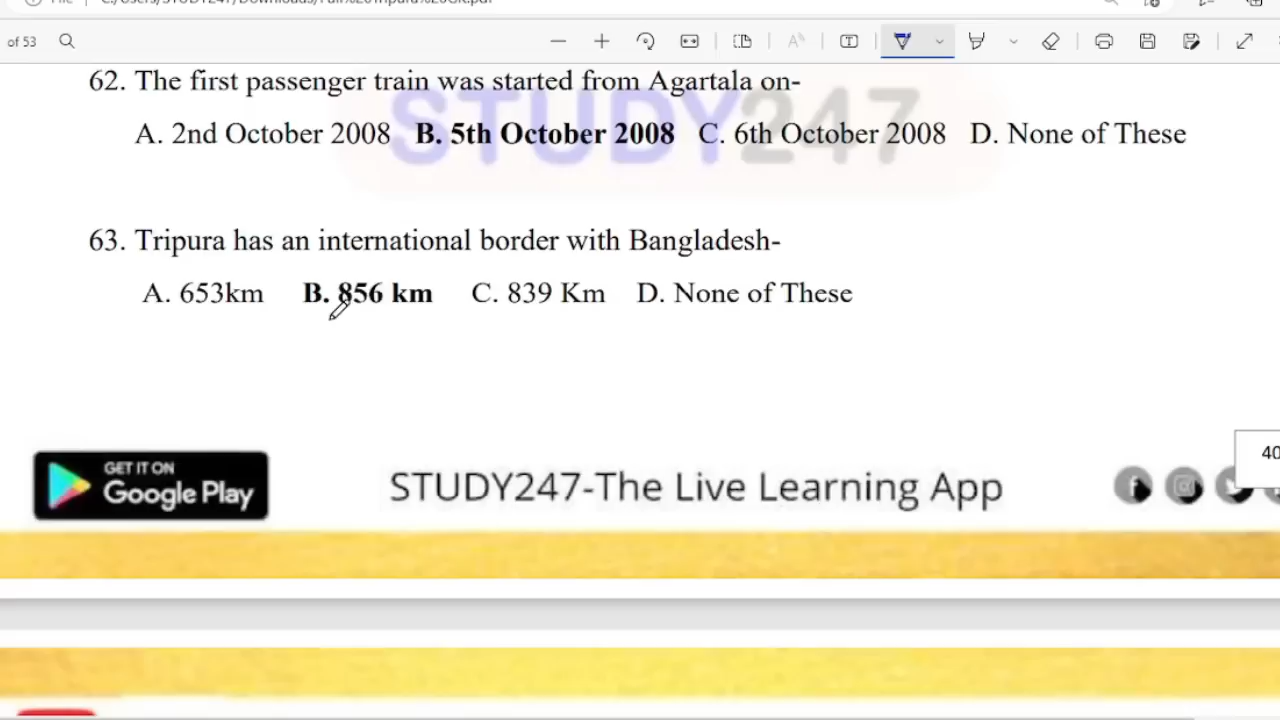 of 53
62. The first passenger train was started from Agartala on-
STUDY247
A. 2nd October 2008 B. 5th October 2008 C. 6th October 2008 D. None of These
63. Tripura has an international border with Bangladesh-
A. 653km B. 856 km C. 839 Km D. None of These
40
GET IT ON
Google Play
STUDY247-The Live Learning App